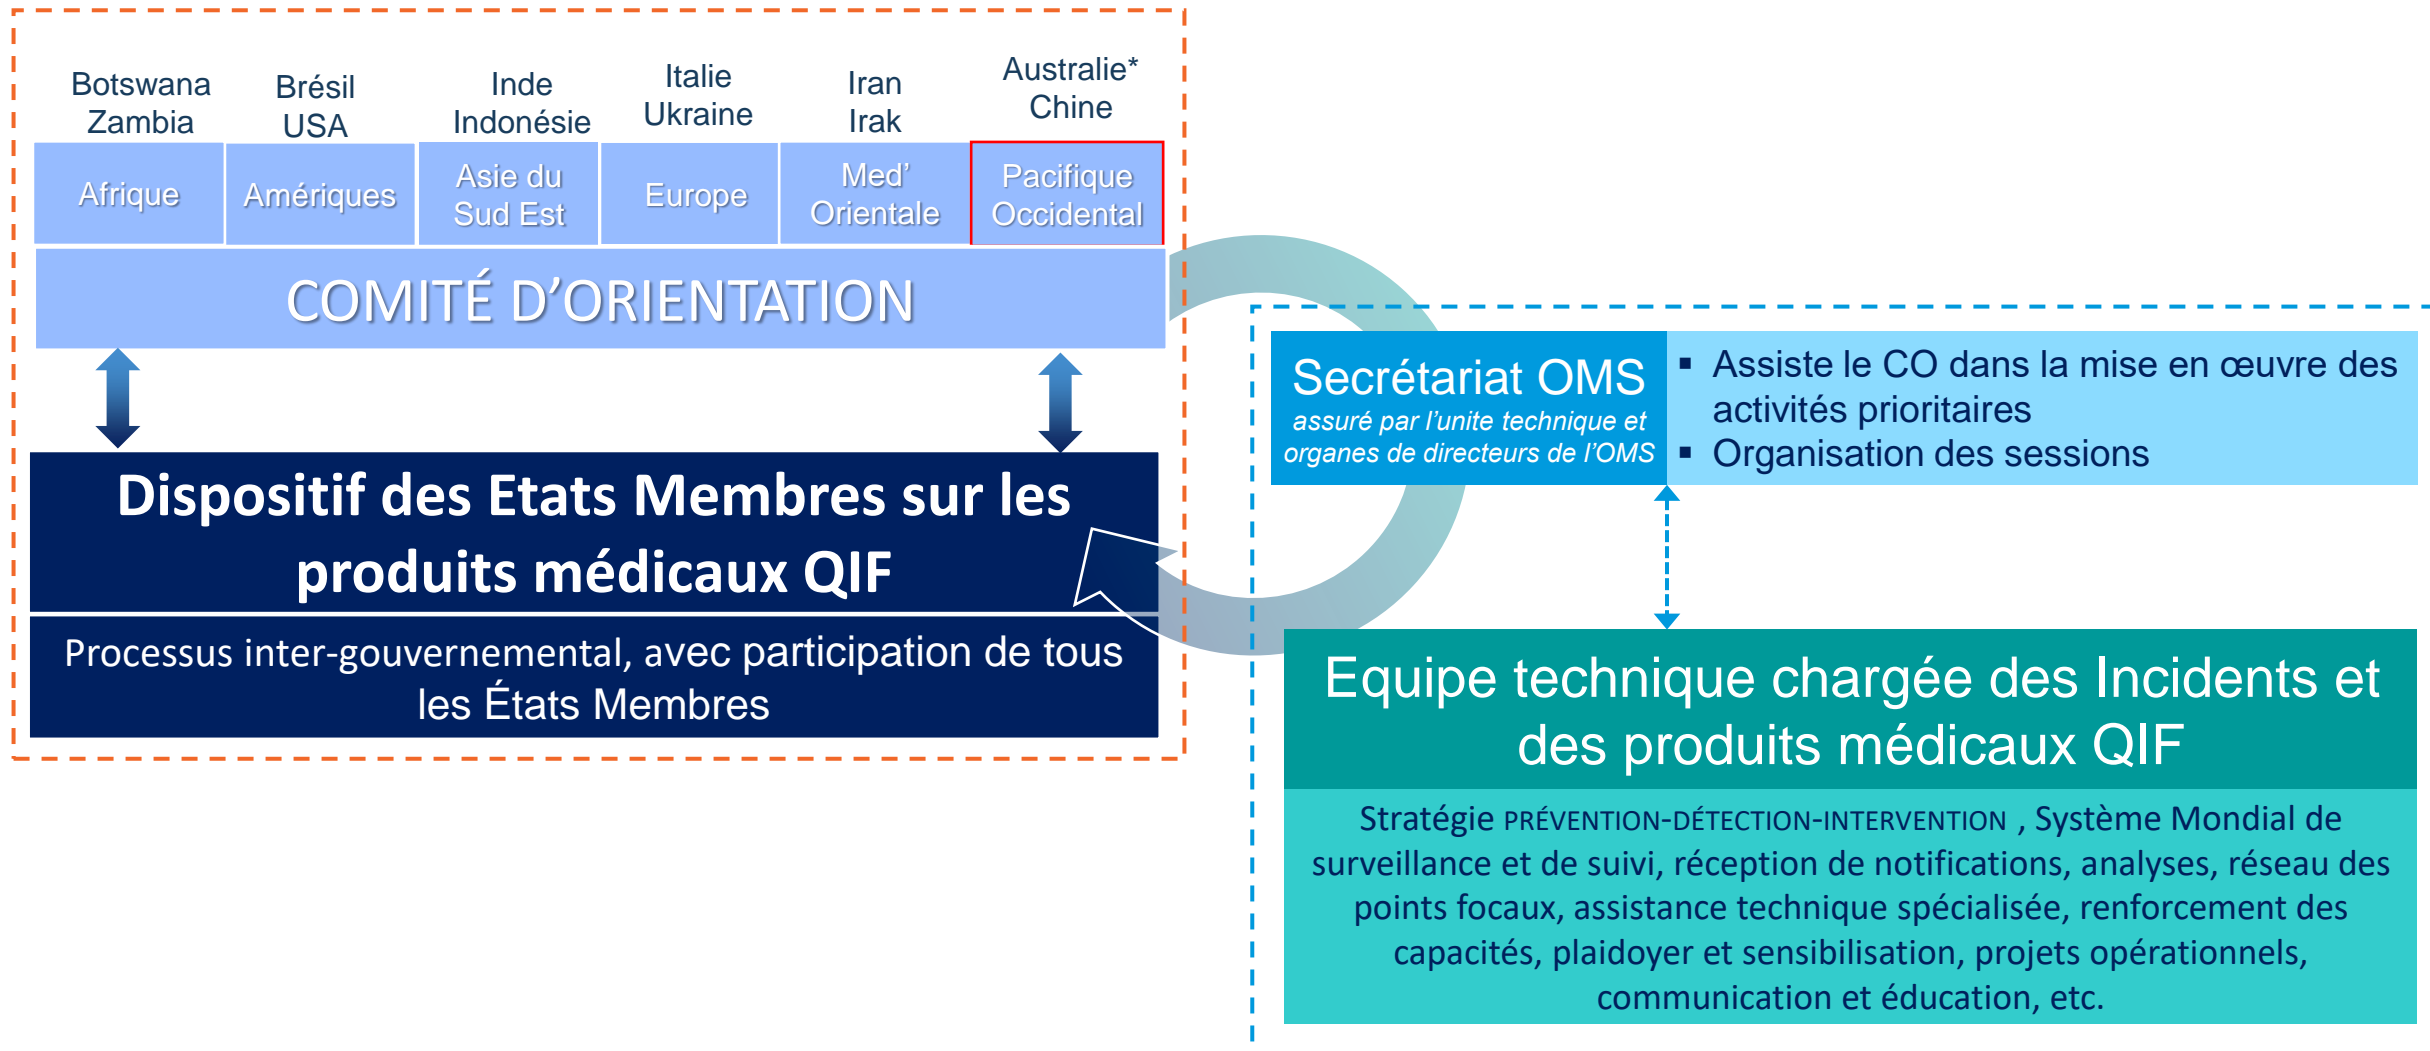 Botswana
Zambia
Brésil
USA
Inde
Indonésie
Italie
Ukraine
Iran
Irak
Australie*
Chine
Afrique
Amériques
Asie du
Sud Est
Europe
Med’
Orientale
Pacifique
Occidental
COMITÉ D’ORIENTATION
Dispositif des Etats Membres sur les
produits médicaux QIF
Processus inter-gouvernemental, avec participation de tous
les États Membres
Secrétariat OMS
assuré par l’unite technique et
organes de directeurs de l’OMS
▪ Assiste le CO dans la mise en œuvre des
activités prioritaires
▪ Organisation des sessions
Equipe technique chargée des Incidents et
des produits médicaux QIF
Stratégie PRÉVENTION-DÉTECTION-INTERVENTION , Système Mondial de
surveillance et de suivi, réception de notifications, analyses, réseau des
points focaux, assistance technique spécialisée, renforcement des
capacités, plaidoyer et sensibilisation, projets opérationnels,
communication et éducation, etc.